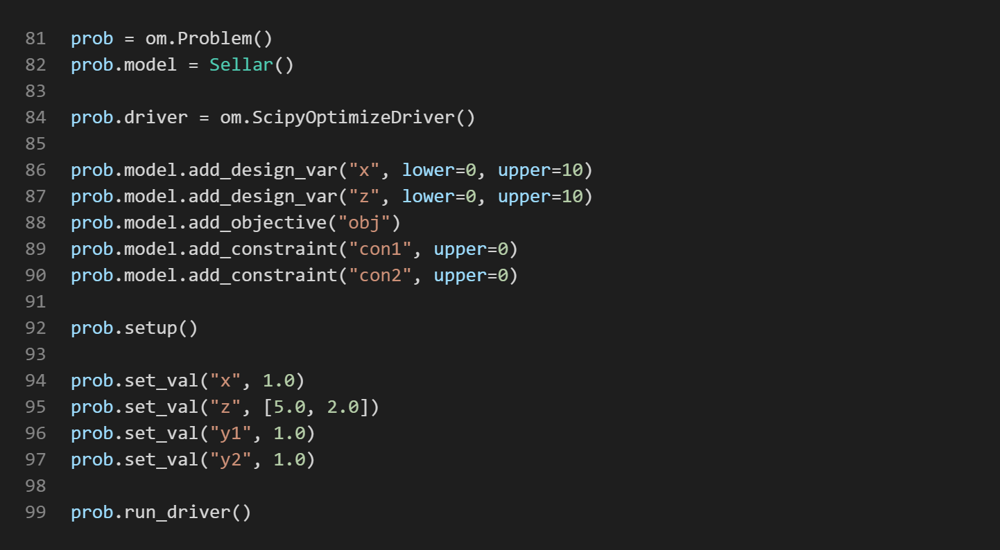 81 prob = om.Problem()
82 prob.model = Sellar()
83
84 prob.driver = om.ScipyOptimizeDriver()
85
86 prob.model.add_design_var("x", lower=0, upper=10)
87 prob.model.add_design_var("z", lower=0, upper=10)
88 prob.model.add_objective("obj")
89 prob.model.add_constraint("con1", upper=0)
90 prob.model.add_constraint("con2", upper=0)
91
92 prob.setup()
93
94 prob.set_val("x", 1.0)
95 prob.set_val("z", [5.0, 2.0])
96 prob.set_val("y1", 1.0)
97 prob.set_val("y2", 1.0)
98
99 prob.run_driver()